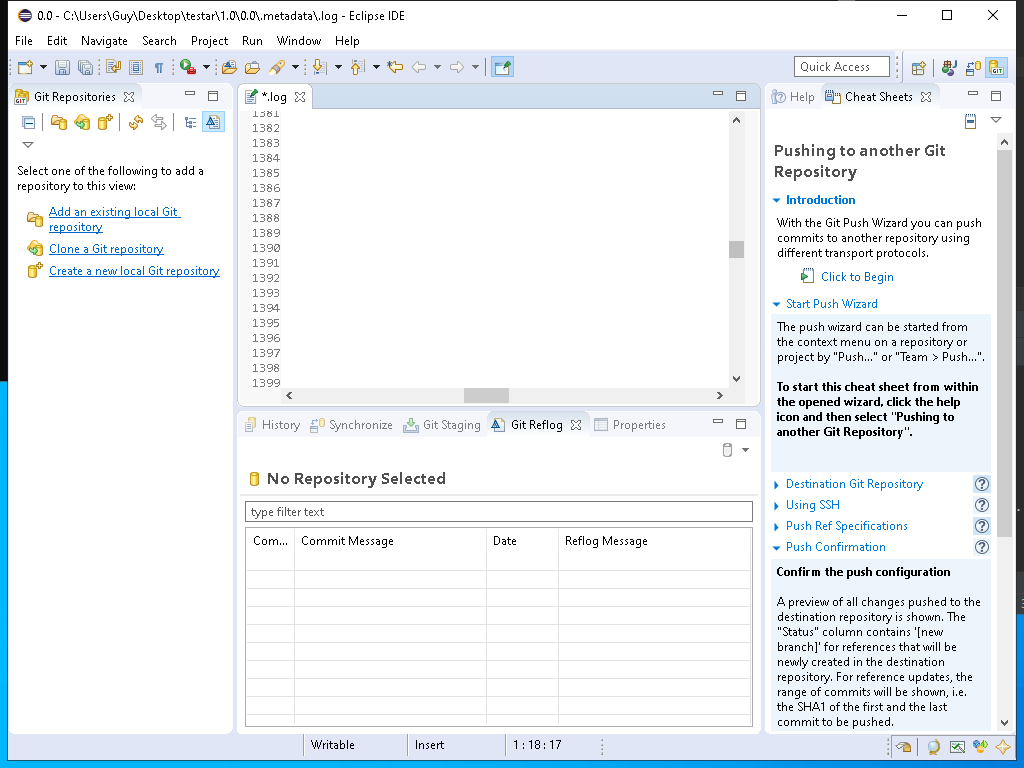 0.0 - C:\Users\Guy\Desktop\testar\1.0\0.0\.metadata\.log - Eclipse IDE
File Edit Navigate Search Project Run Window Help
Quick Access
GIT
Git Repositories
Select one of the following to add a
repository to this view:
Add an existing local Git
repository
Clone a Git repository
Create a new local Git repository
*.log
1381
1382
1383
1384
1385
1386
1387
1388
1389
1390
1391
1392
1393
1394
1395
1396
1397
1398
1399
History Synchronize Git Staging Git Reflog Properties
No Repository Selected
type filter text
Com... Commit Message Date Reflog Message
Help Cheat Sheets
Pushing to another Git
Repository
Introduction
With the Git Push Wizard you can push
commits to another repository using
different transport protocols.
Click to Begin
Start Push Wizard
The push wizard can be started from
the context menu on a repository or
project by "Push..." or "Team > Push...".
To start this cheat sheet from within
the opened wizard, click the help
icon and then select "Pushing to
another Git Repository".
Destination Git Repository
Using SSH
Push Ref Specifications
Push Confirmation
Confirm the push configuration
A preview of all changes pushed to the
destination repository is shown. The
"Status" column contains '[new
branch]' for references that will be
newly created in the destination
repository. For reference updates, the
range of commits will be shown, i.e.
the SHA1 of the first and the last
commit to be pushed.
Writable Insert 1 : 18 : 17